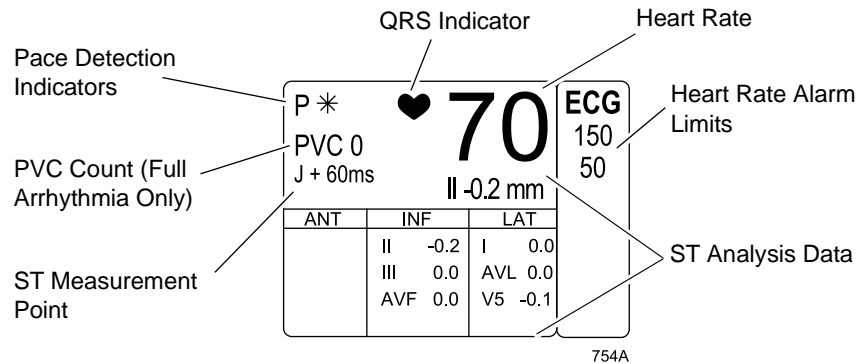 QRS Indicator
Heart Rate
Pace Detection
Indicators
PVC Count (Full
Arrhythmia Only)
ST Measurement
Point
P ✳ ♥ 70
PVC 0
J + 60ms
II -0.2 mm
ECG
150
50
ANT INF LAT
II -0.2 I 0.0
III 0.0 AVL 0.0
AVF 0.0 V5 -0.1
Heart Rate Alarm
Limits
ST Analysis Data
754A